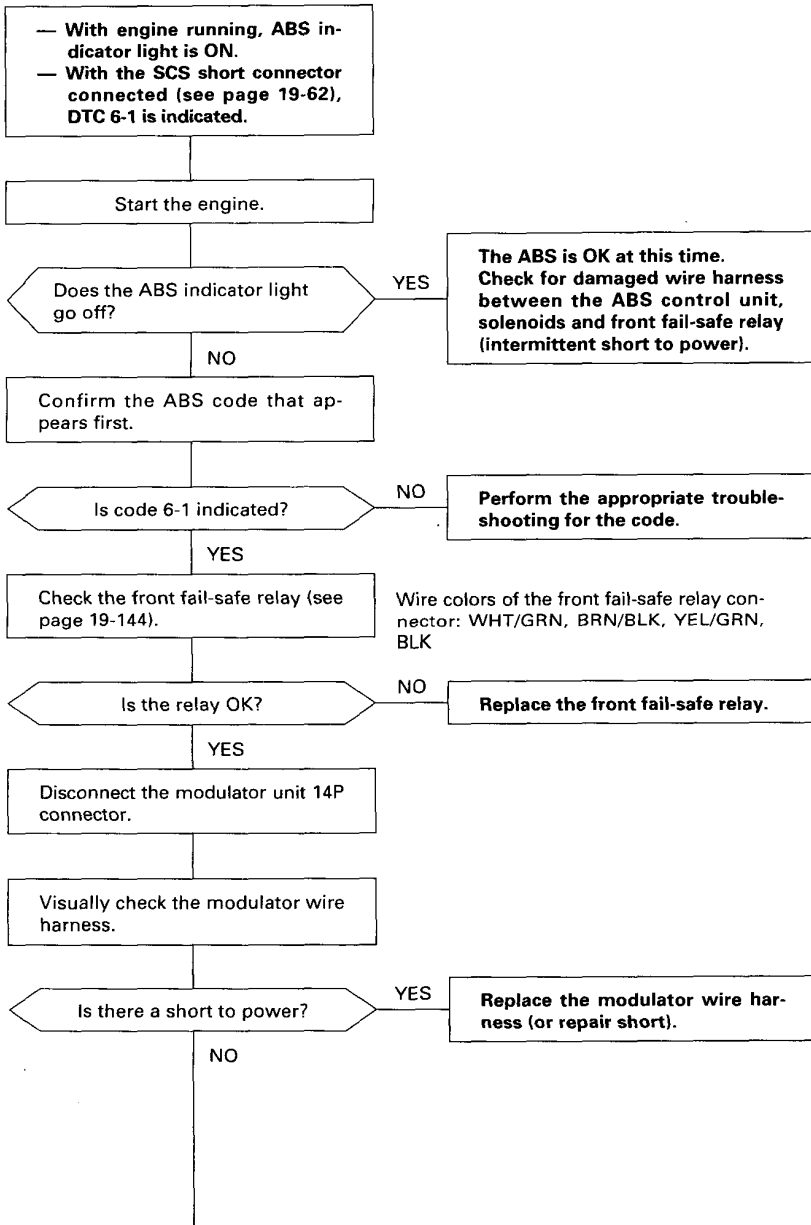 — With engine running, ABS in-
dicator light is ON.
— With the SCS short connector
connected (see page 19-62),
DTC 6-1 is indicated.
Start the engine.
Does the ABS indicator light
go off?
YES
The ABS is OK at this time.
Check for damaged wire harness
between the ABS control unit,
solenoids and front fail-safe relay
(intermittent short to power).
NO
Confirm the ABS code that ap-
pears first.
Is code 6-1 indicated?
NO
Perform the appropriate trouble-
shooting for the code.
YES
Check the front fail-safe relay (see
page 19-144).
Wire colors of the front fail-safe relay con-
nector: WHT/GRN, BRN/BLK, YEL/GRN,
BLK
Is the relay OK?
NO
Replace the front fail-safe relay.
YES
Disconnect the modulator unit 14P
connector.
Visually check the modulator wire
harness.
Is there a short to power?
YES
Replace the modulator wire har-
ness (or repair short).
NO